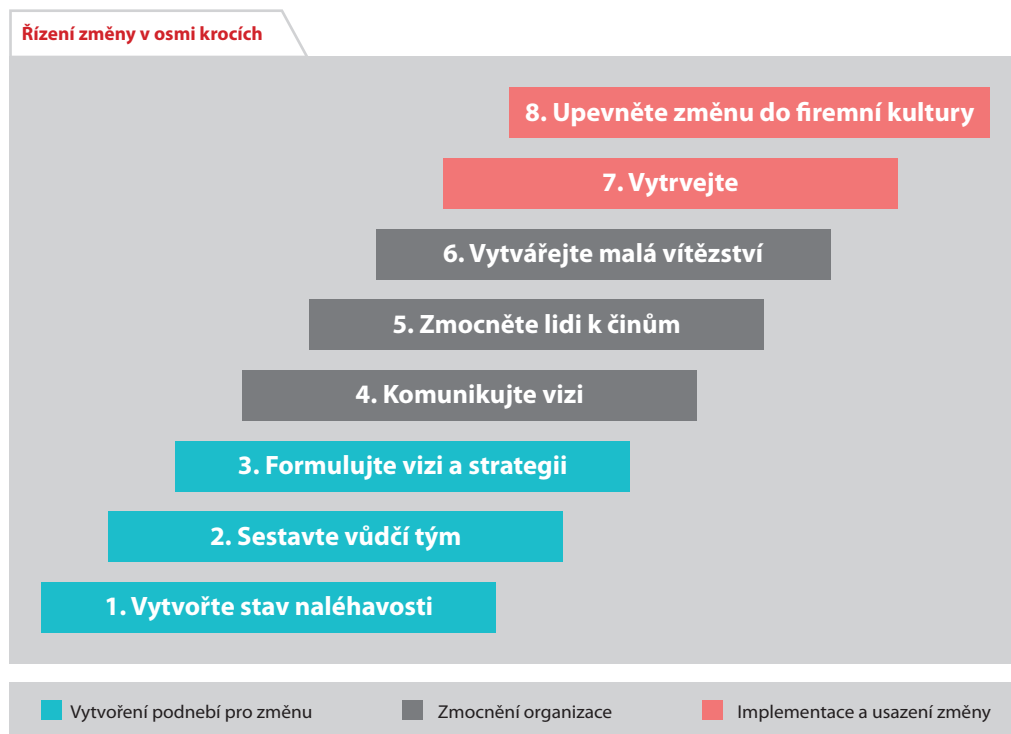 Řízení změny v osmi krocích
8. Upevněte změnu do firemní kultury
7. Vytrvejte
6. Vytvářejte malá vítězství
5. Zmocněte lidi k činům
4. Komunikujte vizi
3. Formulujte vizi a strategii
2. Sestavte vůdčí tým
1. Vytvořte stav naléhavosti
Vytvoření podnebí pro změnu
Zmocnění organizace
Implementace a usazení změny